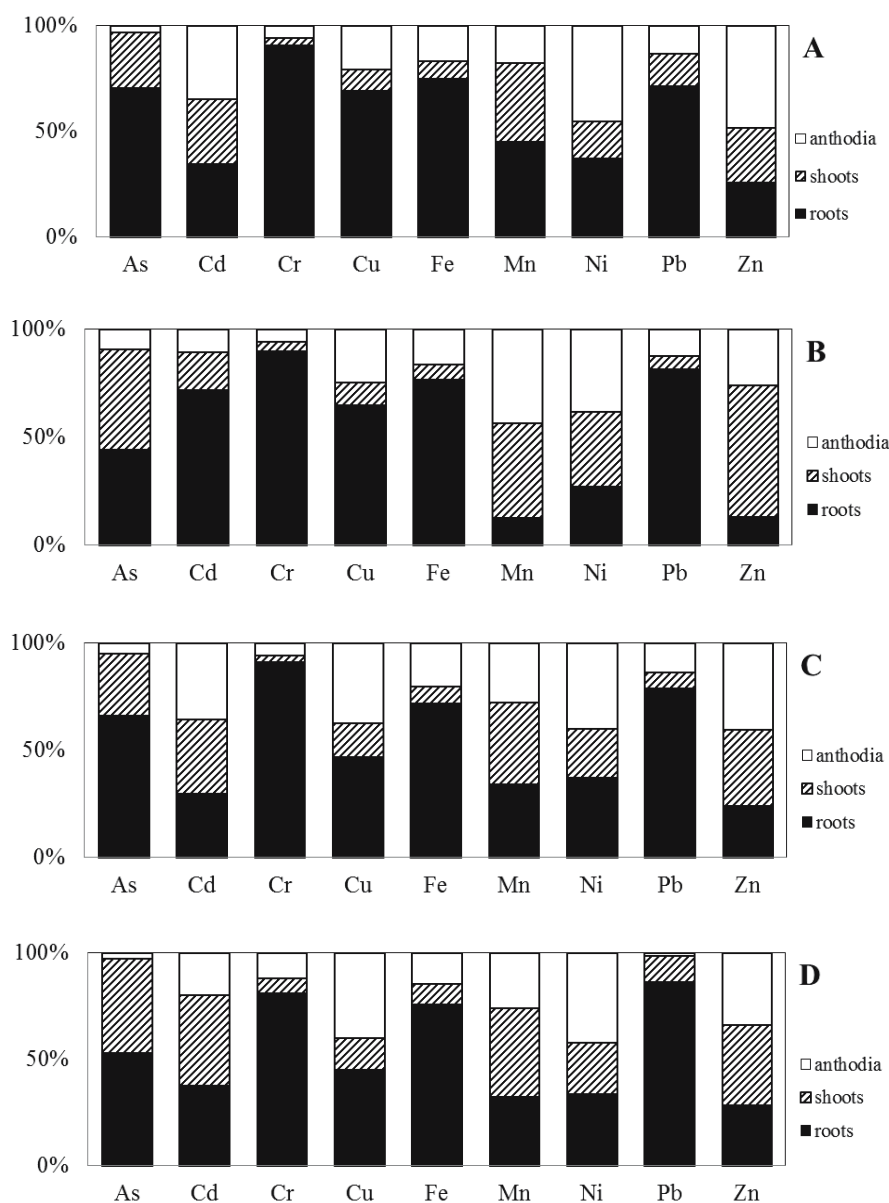 100%
A
50%
anthodia
shoots
roots
0%
As Cd Cr Cu Fe Mn Ni Pb Zn
100%
B
50%
anthodia
shoots
roots
0%
As Cd Cr Cu Fe Mn Ni Pb Zn
100%
C
50%
anthodia
shoots
roots
0%
As Cd Cr Cu Fe Mn Ni Pb Zn
100%
D
50%
anthodia
shoots
roots
0%
As Cd Cr Cu Fe Mn Ni Pb Zn